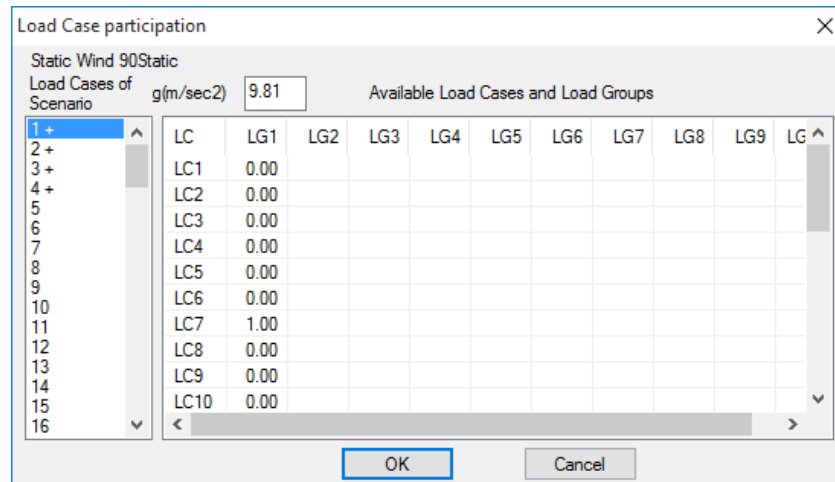 Load Case participation
Static Wind 90Static
Load Cases of Scenario
g(m/sec2) 9.81
Available Load Cases and Load Groups
1 +
2 +
3 +
4 +
5
6
7
8
9
10
11
12
13
14
15
16
LC LG1 LG2 LG3 LG4 LG5 LG6 LG7 LG8 LG9 LG
LC1 0.00
LC2 0.00
LC3 0.00
LC4 0.00
LC5 0.00
LC6 0.00
LC7 1.00
LC8 0.00
LC9 0.00
LC10 0.00
OK Cancel